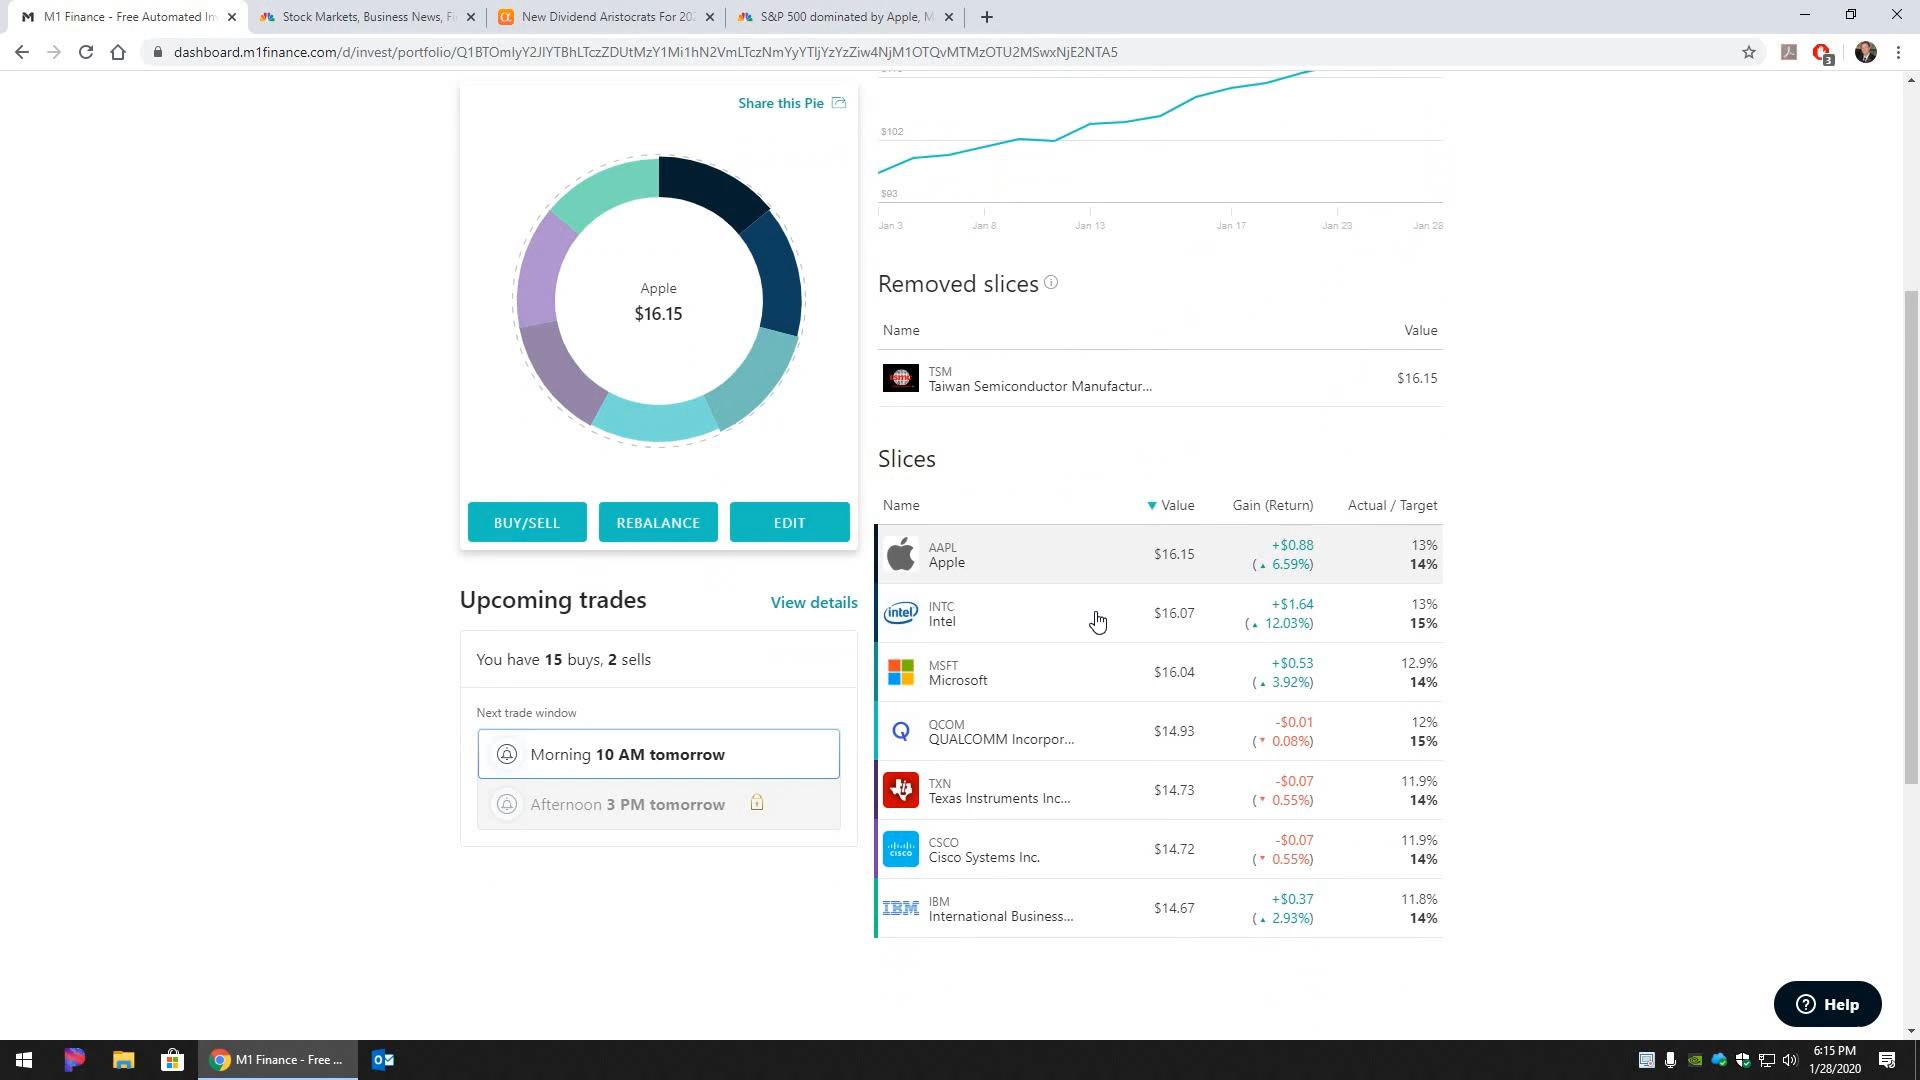 M1 Finance - Free Automated In
Stock Markets, Business News, Fi
New Dividend Aristocrats For 202
S&P 500 dominated by Apple, M
dashboard.m1finance.com/d/invest/portfolio/
3
Share this Pie
Apple
$16.15
BUY/SELL
REBALANCE
EDIT
Upcoming trades
View details
You have 15 buys, 2 sells
Next trade window
Morning 10 AM tomorrow
Afternoon 3 PM tomorrow
$102
$93
Jan 3 Jan 8 Jan 13 Jan 17 Jan 23 Jan 28
Removed slices
Name Value
TSM
Taiwan Semiconductor Manufactur... $16.15
Slices
Name Value Gain (Return) Actual / Target
AAPL +$0.88 13%
Apple $16.15 (▲ 6.59%) 14%
intel INTC +$1.64 13%
Intel $16.07 (▲ 12.03%) 15%
MSFT +$0.53 12.9%
Microsoft $16.04 (▲ 3.92%) 14%
QCOM -$0.01 12%
QUALCOMM Incorpor... $14.93 (▼ 0.08%) 15%
TXN -$0.07 11.9%
Texas Instruments Inc... $14.73 (▼ 0.55%) 14%
CISCO CSCO -$0.07 11.9%
Cisco Systems Inc. $14.72 (▼ 0.55%) 14%
IBM IBM +$0.37 11.8%
International Business... $14.67 (▲ 2.93%) 14%
Help
M1 Finance - Free ...
6:15 PM
1/28/2020